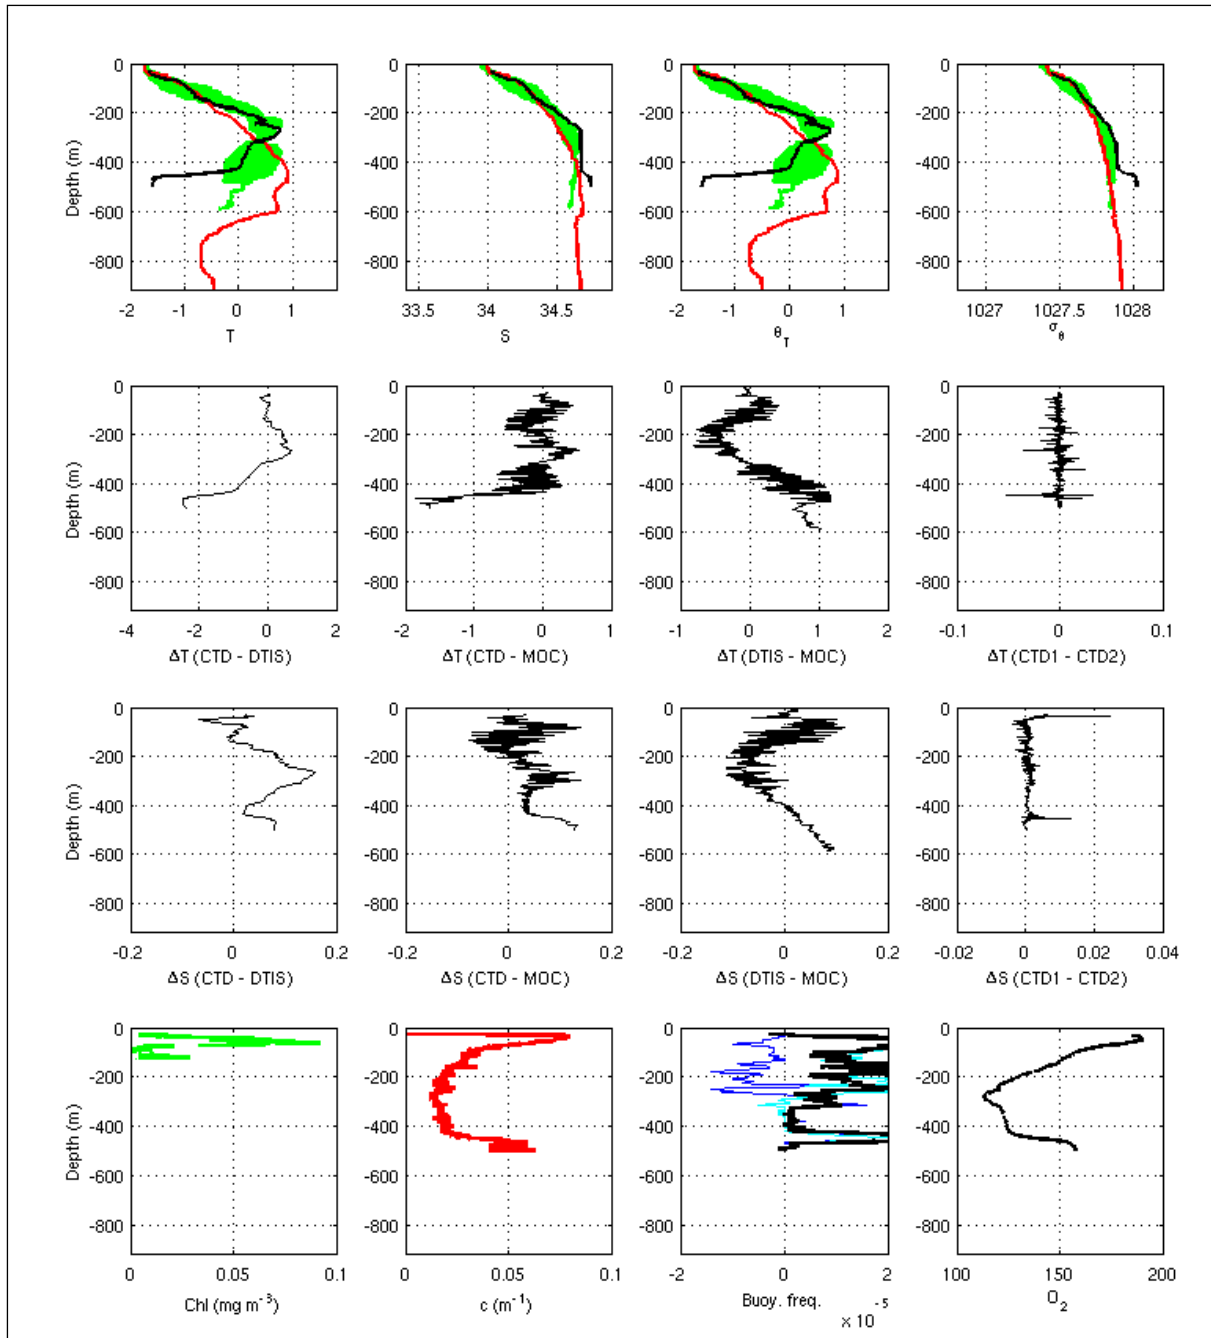 0 0 0 0
-200 -200 -200 -200
Depth (m) -400 -400 -400 -400
-600 -600 -600 -600
-800 -800 -800 -800
-2 -1 0 1 33.5 34 34.5 -2 -1 0 1 1027 1027.5 1028
T S θT σθ
0 0 0 0
-200 -200 -200 -200
Depth (m) -400 -400 -400 -400
-600 -600 -600 -600
-800 -800 -800 -800
-4 -2 0 2 -2 -1 0 1 -1 0 1 2 -0.1 0 0.1
ΔT (CTD - DTIS) ΔT (CTD - MOC) ΔT (DTIS - MOC) ΔT (CTD1 - CTD2)
0 0 0 0
-200 -200 -200 -200
Depth (m) -400 -400 -400 -400
-600 -600 -600 -600
-800 -800 -800 -800
-0.2 0 0.2 -0.2 0 0.2 -0.2 0 0.2 -0.02 0 0.02 0.04
ΔS (CTD - DTIS) ΔS (CTD - MOC) ΔS (DTIS - MOC) ΔS (CTD1 - CTD2)
0 0 0 0
-200 -200 -200 -200
Depth (m) -400 -400 -400 -400
-600 -600 -600 -600
-800 -800 -800 -800
0 0.05 0.1 0 0.05 0.1 -2 0 2 100 150 200
Chl (mg m⁻³) c (m⁻¹) Buoy. freq. O₂
x 10⁻⁵